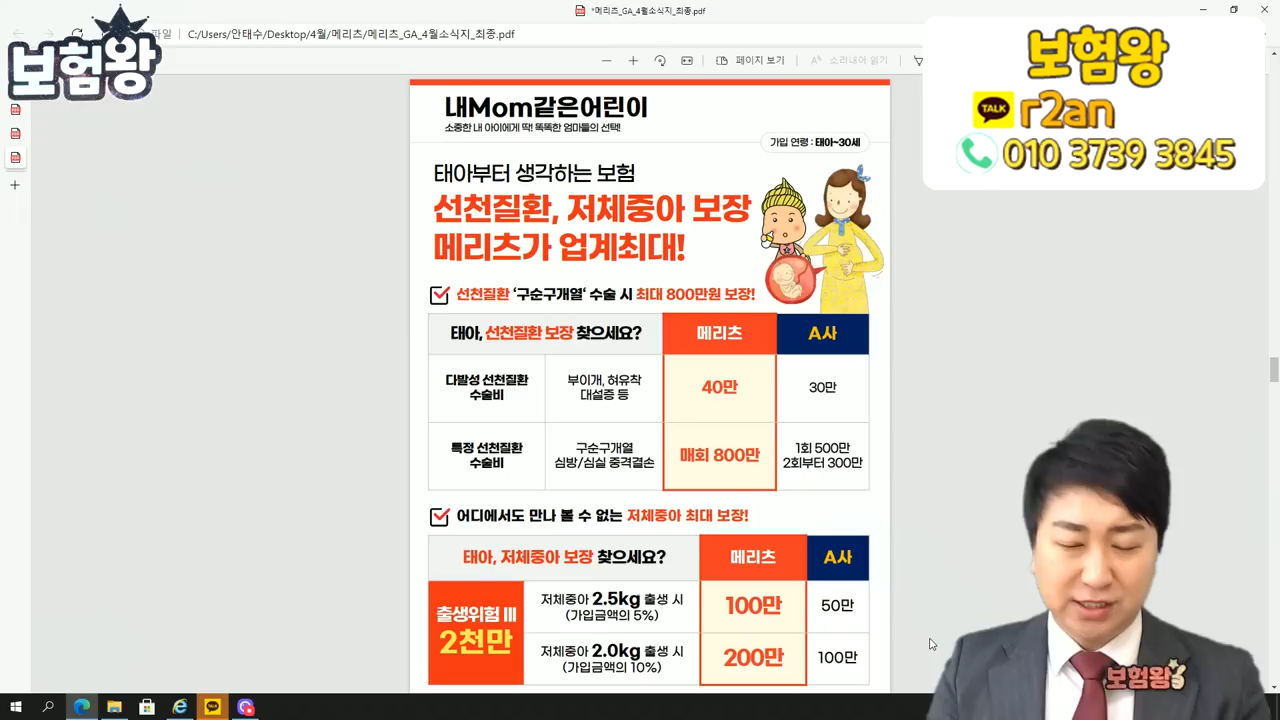 *메리츠_GA_4월소식지_최종.pdf
파일
C:/Users/안태수/Desktop/4월/메리츠/메리츠_GA_4월소식지_최종.pdf
보험왕
보험왕
TALK
r2an
010 3739 3845
페이지 보기
소리내어 읽기
내Mom같은어린이
소중한 내 아이에게 딱! 똑똑한 엄마들의 선택!
가입 연령 : 태아~30세
태아부터 생각하는 보험
선천질환, 저체중아 보장
메리츠가 업계최대!
선천질환 '구순구개열' 수술 시 최대 800만원 보장!
태아, 선천질환 보장 찾으세요?
메리츠
A사
다발성 선천질환
수술비
부이개, 혀유착
대설증 등
40만
30만
특정 선천질환
수술비
구순구개열
심방/심실 중격결손
매회 800만
1회 500만
2회부터 300만
어디에서도 만나 볼 수 없는 저체중아 최대 보장!
태아, 저체중아 보장 찾으세요?
메리츠
A사
출생위험 III
2천만
저체중아 2.5kg 출생 시
(가입금액의 5%)
100만
50만
저체중아 2.0kg 출생 시
(가입금액의 10%)
200만
100만
보험왕
TALK